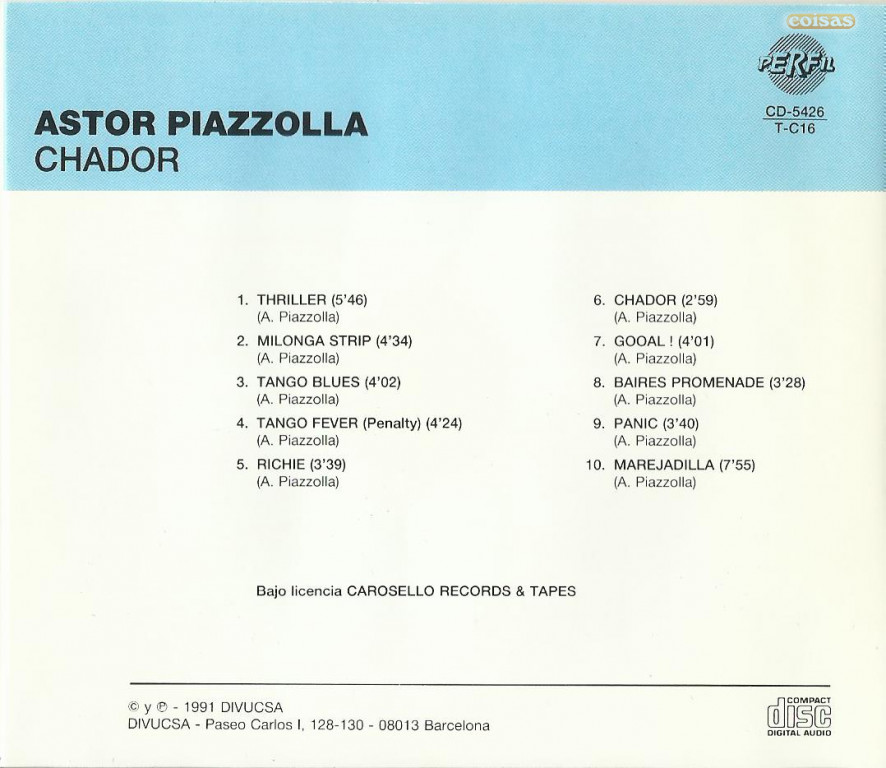 coisas
PERFIL
CD-5426
T-C16
ASTOR PIAZZOLLA
CHADOR
1. THRILLER (5'46)
(A. Piazzolla)
2. MILONGA STRIP (4'34)
(A. Piazzolla)
3. TANGO BLUES (4'02)
(A. Piazzolla)
4. TANGO FEVER (Penalty) (4'24)
(A. Piazzolla)
5. RICHIE (3'39)
(A. Piazzolla)
6. CHADOR (2'59)
(A. Piazzolla)
7. GOOAL ! (4'01)
(A. Piazzolla)
8. BAIRES PROMENADE (3'28)
(A. Piazzolla)
9. PANIC (3'40)
(A. Piazzolla)
10. MAREJADILLA (7'55)
(A. Piazzolla)
Bajo licencia CAROSELLO RECORDS & TAPES
© y ℗ - 1991 DIVUCSA
DIVUCSA - Paseo Carlos I, 128-130 - 08013 Barcelona
COMPACT
disc
DIGITAL AUDIO